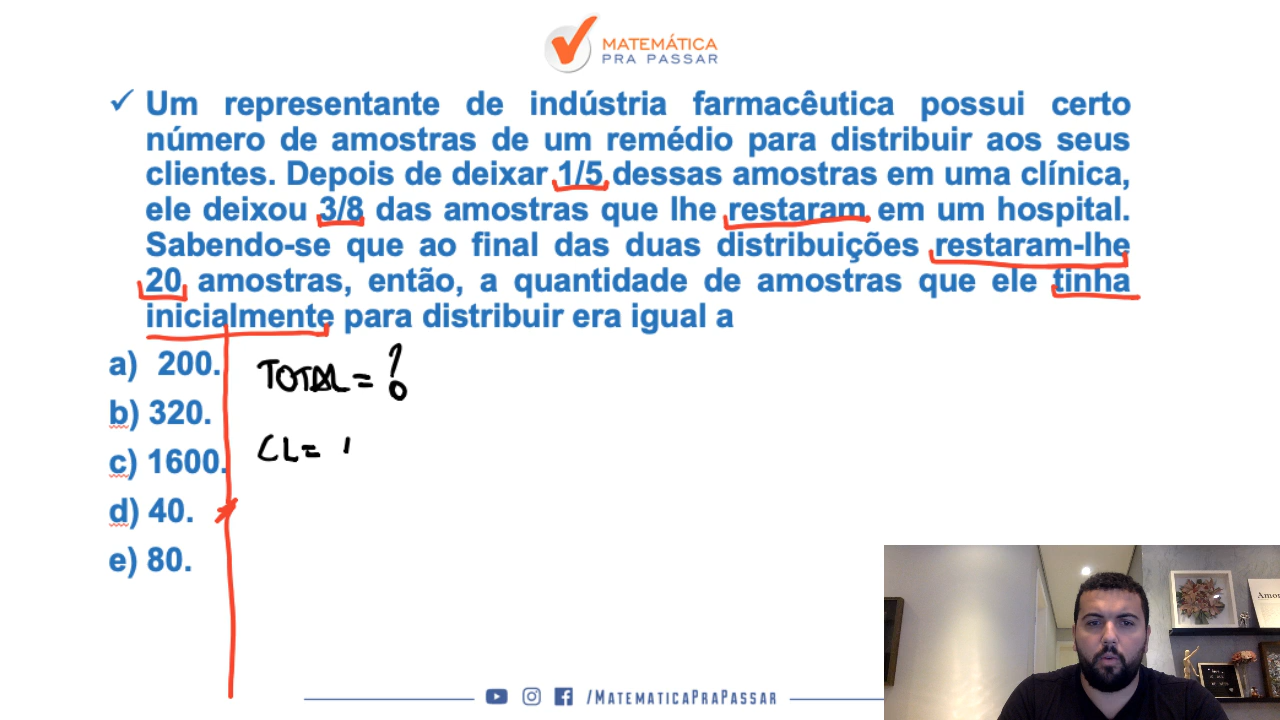 MATEMÁTICA
PRA PASSAR
✓ Um representante de indústria farmacêutica possui certo
número de amostras de um remédio para distribuir aos seus
clientes. Depois de deixar 1/5 dessas amostras em uma clínica,
ele deixou 3/8 das amostras que lhe restaram em um hospital.
Sabendo-se que ao final das duas distribuições restaram-lhe
20 amostras, então, a quantidade de amostras que ele tinha
inicialmente para distribuir era igual a
a) 200.
b) 320.
c) 1600.
d) 40.
e) 80.
TOTAL = ?
CL = 1
Amor
/MATEMATICAPRAPASSAR